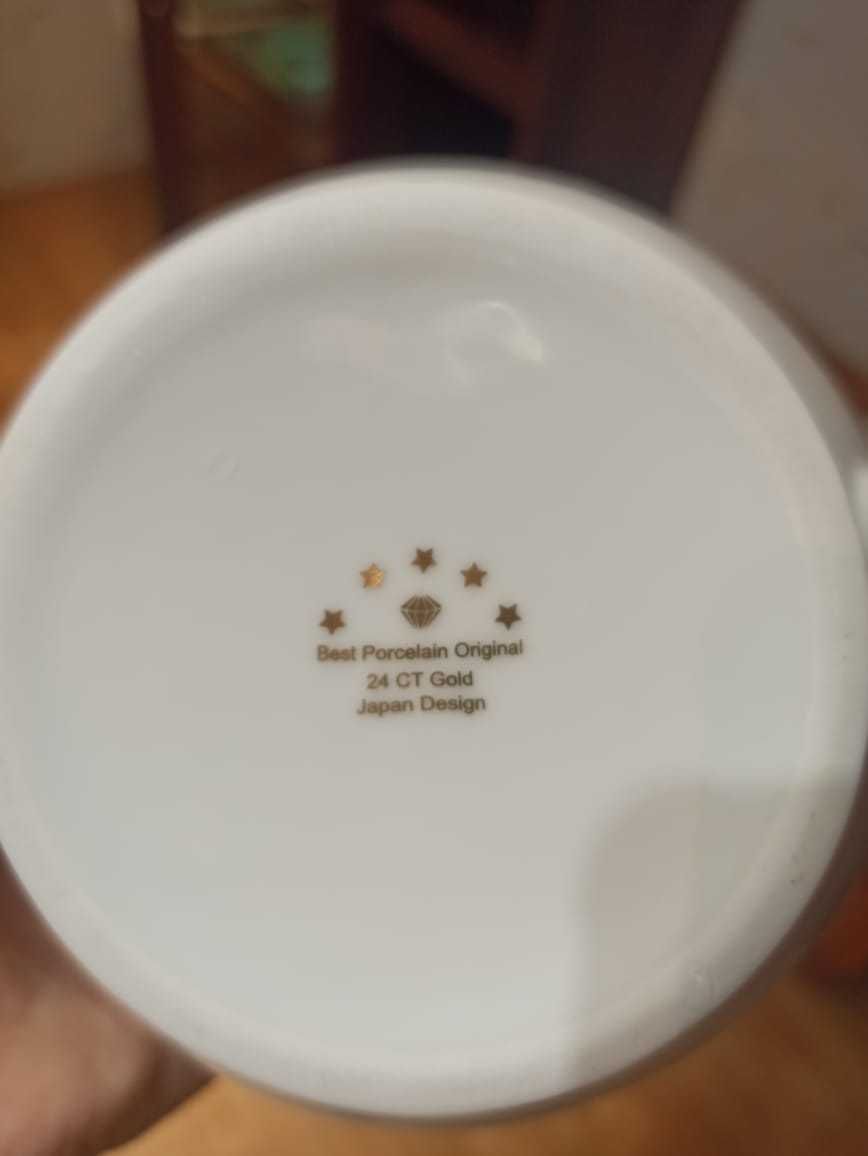 Best Porcelain Original
24 CT Gold
Japan Design